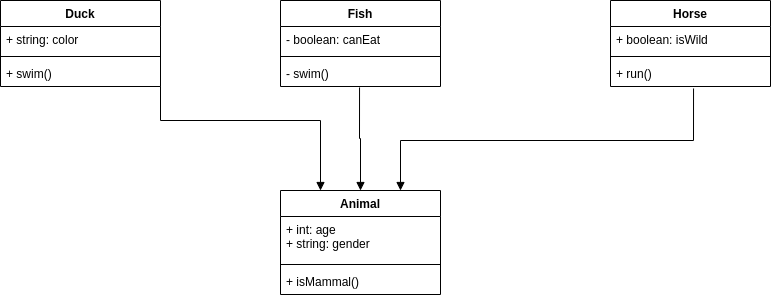 Duck
+ string: color
+ swim()
Fish
- boolean: canEat
- swim()
Horse
+ boolean: isWild
+ run()
Animal
+ int: age
+ string: gender
+ isMammal()